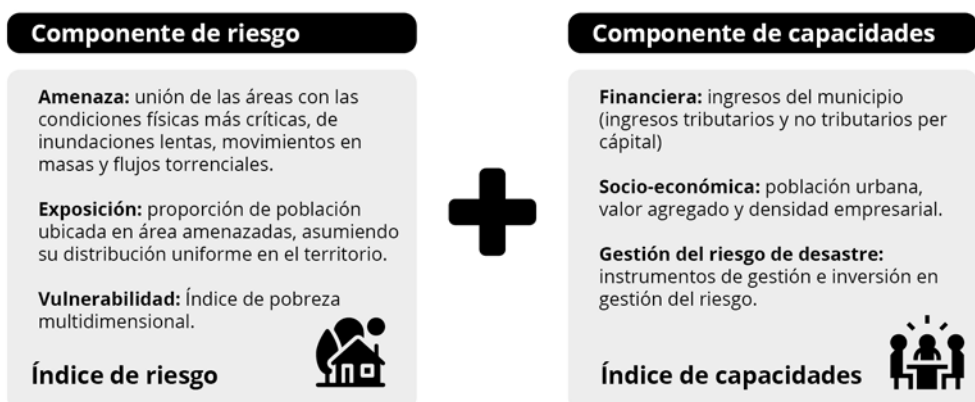 Componente de riesgo
Amenaza: unión de las áreas con las
condiciones físicas más críticas, de
inundaciones lentas, movimientos en
masas y flujos torrenciales.
Exposición: proporción de población
ubicada en área amenazadas, asumiendo
su distribución uniforme en el territorio.
Vulnerabilidad: Índice de pobreza
multidimensional.
Índice de riesgo
Componente de capacidades
Financiera: ingresos del municipio
(ingresos tributarios y no tributarios per
cápital)
Socio-económica: población urbana,
valor agregado y densidad empresarial.
Gestión del riesgo de desastre:
instrumentos de gestión e inversión en
gestión del riesgo.
Índice de capacidades